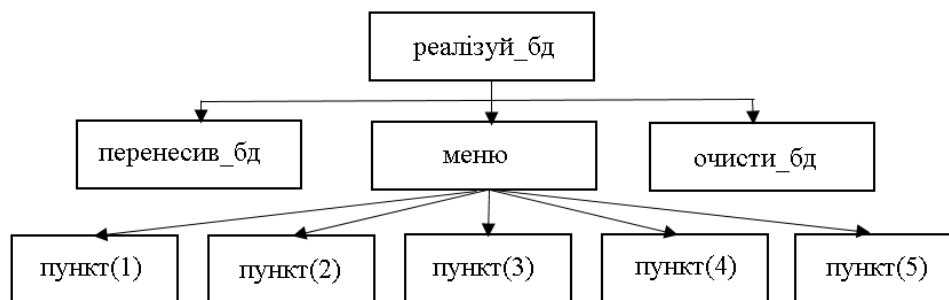 реалізуй_бд
перенесив_бд
меню
очисти_бд
пункт(1)
пункт(2)
пункт(3)
пункт(4)
пункт(5)